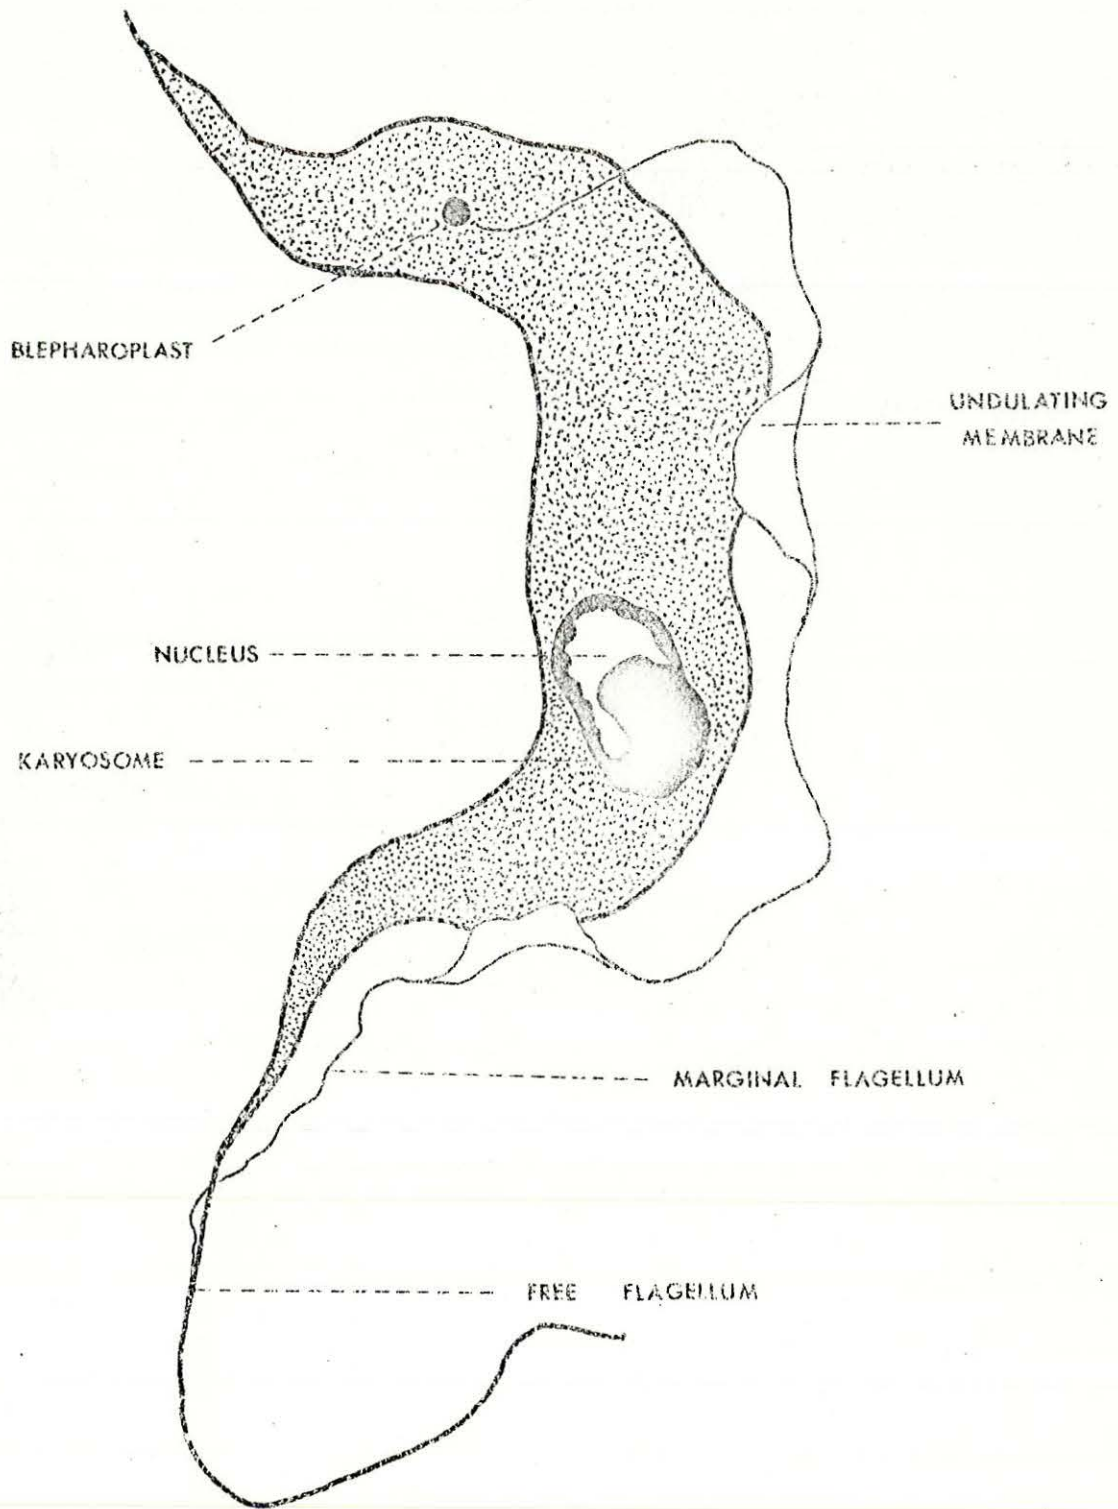 BLEPHAROPLAST
UNDULATING
MEMBRANE
NUCLEUS
KARYOSOME
MARGINAL FLAGELLUM
FREE FLAGELLUM